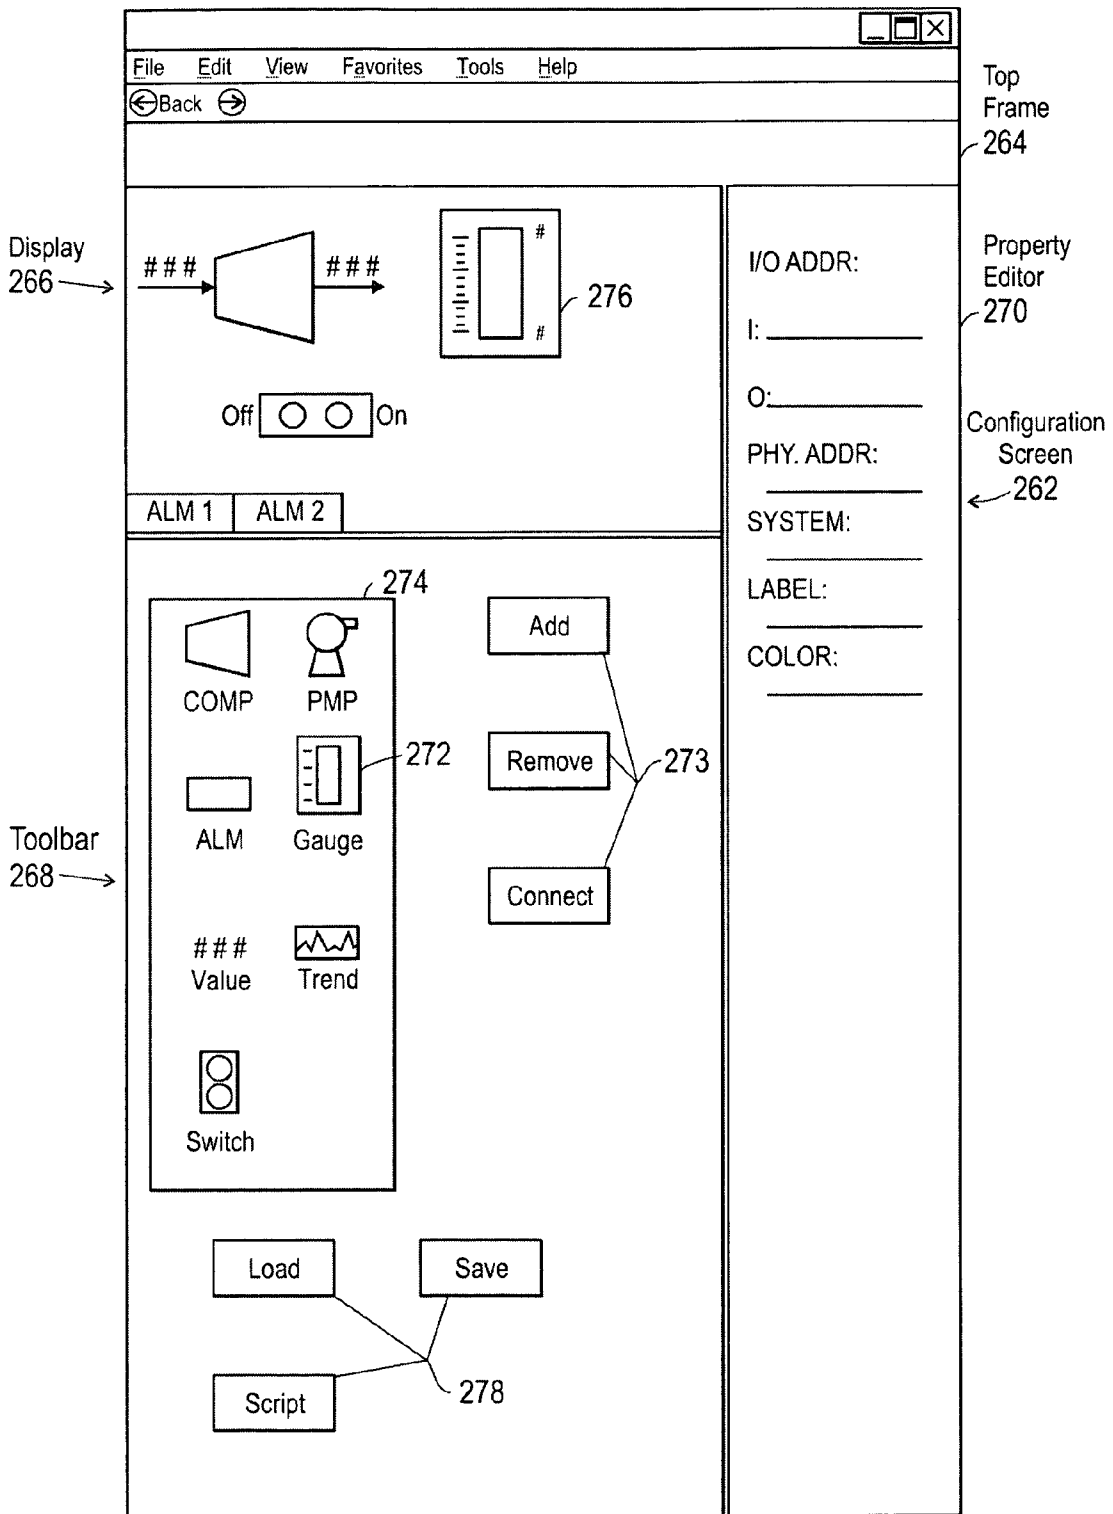 File Edit View Favorites Tools Help
Back
Top
Frame
264
Display
266
###
###
#
#
276
Off
On
ALM 1
ALM 2
I/O ADDR:
I:
O:
PHY. ADDR:
SYSTEM:
LABEL:
COLOR:
Property
Editor
270
Configuration
Screen
262
Toolbar
268
274
COMP
PMP
272
ALM
Gauge
###
Value
Trend
Switch
Add
Remove
Connect
273
Load
Save
Script
278